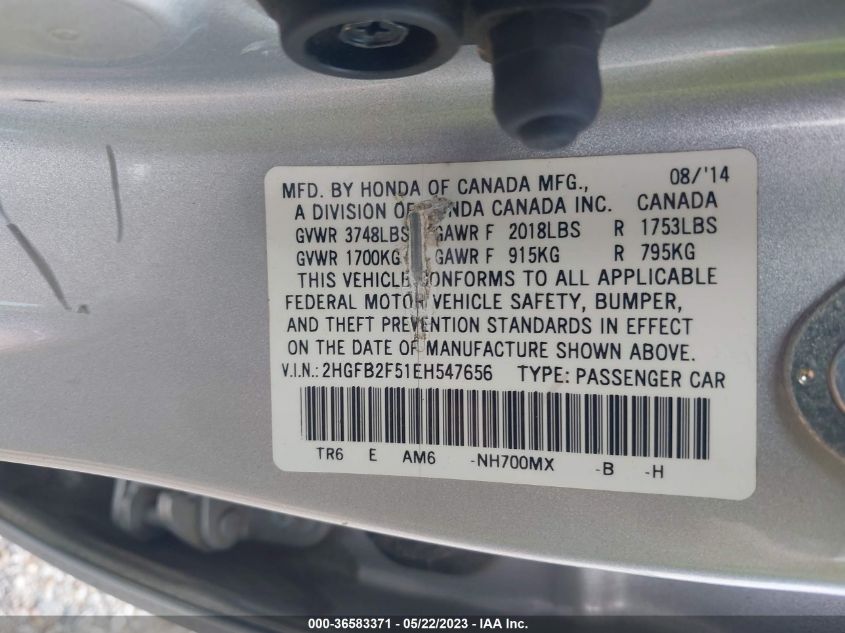 MFD. BY HONDA OF CANADA MFG., 08/'14
A DIVISION OF HONDA CANADA INC. CANADA
GVWR 3748LBS GAWR F 2018LBS R 1753LBS
GVWR 1700KG GAWR F 915KG R 795KG
THIS VEHICLE CONFORMS TO ALL APPLICABLE
FEDERAL MOTOR VEHICLE SAFETY, BUMPER,
AND THEFT PREVENTION STANDARDS IN EFFECT
ON THE DATE OF MANUFACTURE SHOWN ABOVE.
V.I.N.: 2HGFB2F51EH547656 TYPE: PASSENGER CAR
TR6 E AM6 -NH700MX -B -H
000-36583371 - 05/22/2023 - IAA Inc.